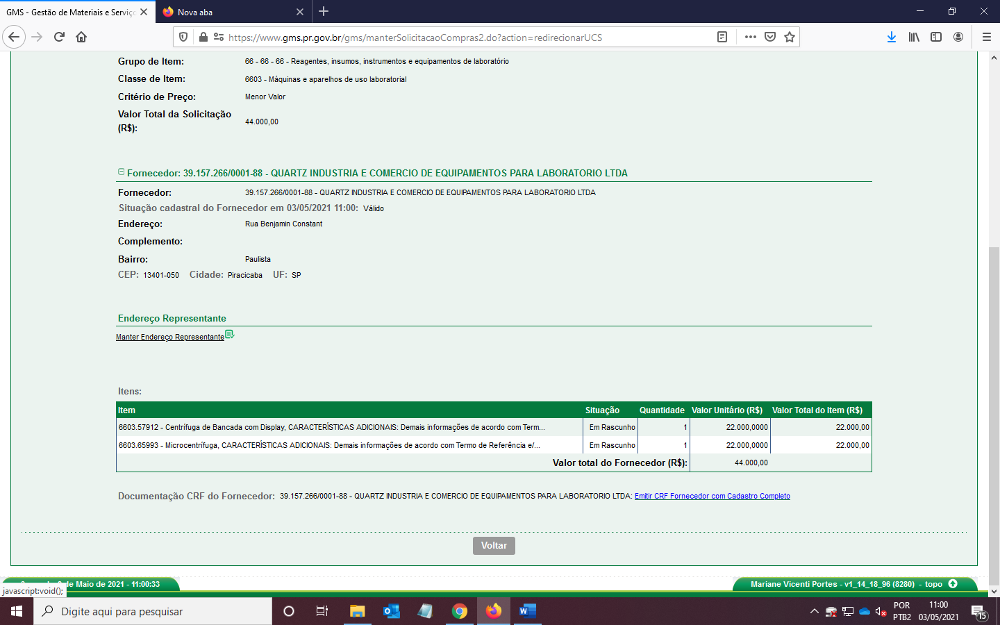 GMS - Gestão de Materiais e Serviço
Nova aba
https://www.gms.pr.gov.br/gms/manterSolicitacaoCompras2.do?action=redirecionarUCS
Grupo de Item: 66 - 66 - 66 - Reagentes, insumos, instrumentos e equipamentos de laboratório
Classe de Item: 6603 - Máquinas e aparelhos de uso laboratorial
Critério de Preço: Menor Valor
Valor Total da Solicitação
(R$): 44.000,00
Fornecedor: 39.157.266/0001-88 - QUARTZ INDUSTRIA E COMERCIO DE EQUIPAMENTOS PARA LABORATORIO LTDA
Fornecedor: 39.157.266/0001-88 - QUARTZ INDUSTRIA E COMERCIO DE EQUIPAMENTOS PARA LABORATORIO LTDA
Situação cadastral do Fornecedor em 03/05/2021 11:00: Válido
Endereço: Rua Benjamin Constant
Complemento:
Bairro: Paulista
CEP: 13401-050 Cidade: Piracicaba UF: SP
Endereço Representante
Manter Endereço Representante
Itens:
Item Situação Quantidade Valor Unitário (R$) Valor Total do Item (R$)
6603.57912 - Centrífuga de Bancada com Display, CARACTERÍSTICAS ADICIONAIS: Demais informações de acordo com Term... Em Rascunho 1 22.000,0000 22.000,00
6603.65993 - Microcentrífuga, CARACTERÍSTICAS ADICIONAIS: Demais informações de acordo com Termo de Referência e/... Em Rascunho 1 22.000,0000 22.000,00
Valor total do Fornecedor (R$): 44.000,00
Documentação CRF do Fornecedor: 39.157.266/0001-88 - QUARTZ INDUSTRIA E COMERCIO DE EQUIPAMENTOS PARA LABORATORIO LTDA: Emitir CRF Fornecedor com Cadastro Completo
Voltar
de Maio de 2021 - 11:00:33
Mariane Vicenti Portes - v1_14_18_96 (8280) - topo
javascript:void();
Digite aqui para pesquisar
POR 11:00
PTB2 03/05/2021
15